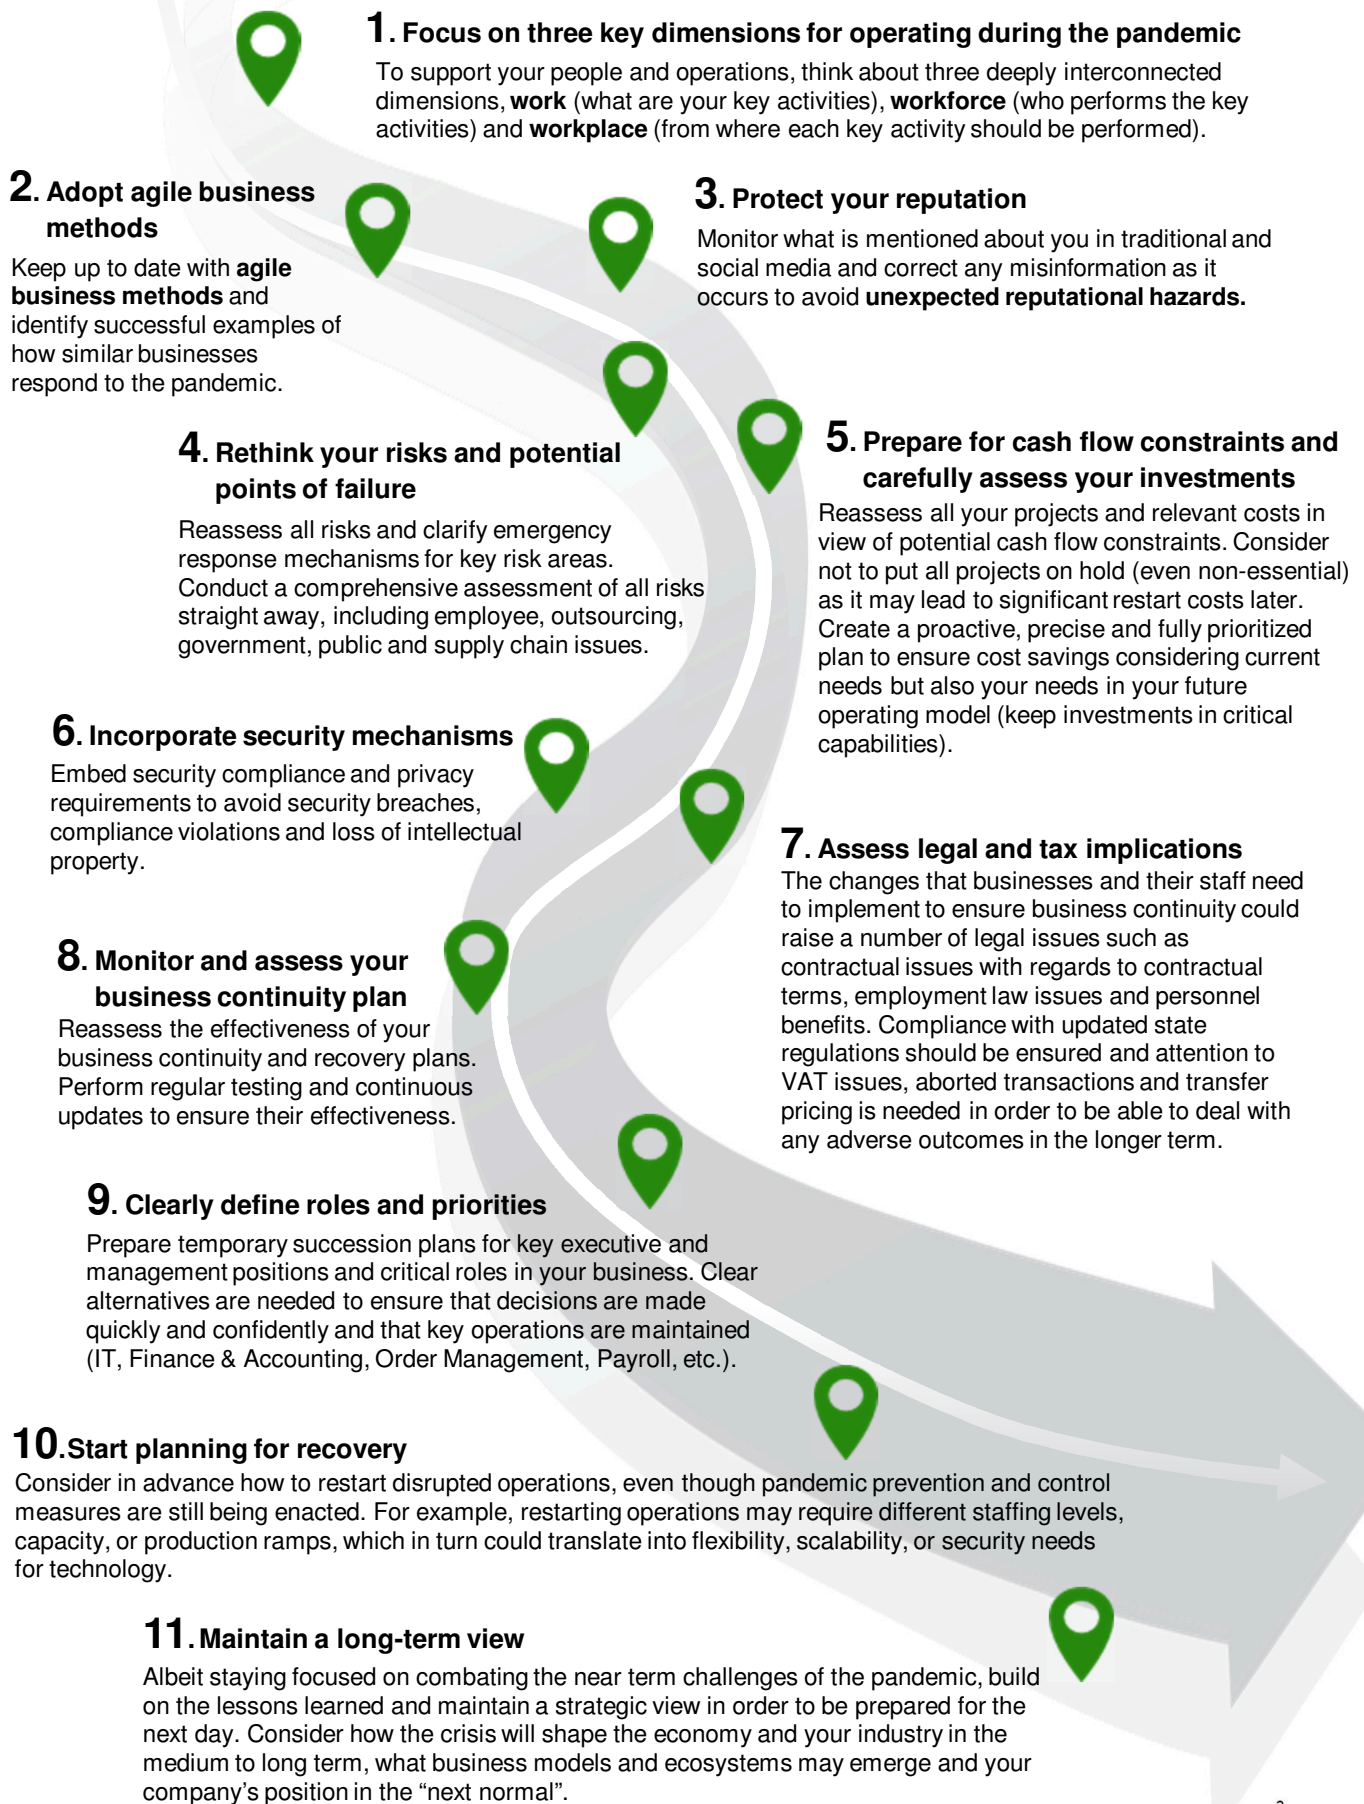 1. Focus on three key dimensions for operating during the pandemic
To support your people and operations, think about three deeply interconnected
dimensions, work (what are your key activities), workforce (who performs the key
activities) and workplace (from where each key activity should be performed).
2. Adopt agile business
methods
Keep up to date with agile
business methods and
identify successful examples of
how similar businesses
respond to the pandemic.
3. Protect your reputation
Monitor what is mentioned about you in traditional and
social media and correct any misinformation as it
occurs to avoid unexpected reputational hazards.
4. Rethink your risks and potential
points of failure
Reassess all risks and clarify emergency
response mechanisms for key risk areas.
Conduct a comprehensive assessment of all risks
straight away, including employee, outsourcing,
government, public and supply chain issues.
5. Prepare for cash flow constraints and
carefully assess your investments
Reassess all your projects and relevant costs in
view of potential cash flow constraints. Consider
not to put all projects on hold (even non-essential)
as it may lead to significant restart costs later.
Create a proactive, precise and fully prioritized
plan to ensure cost savings considering current
needs but also your needs in your future
operating model (keep investments in critical
capabilities).
6. Incorporate security mechanisms
Embed security compliance and privacy
requirements to avoid security breaches,
compliance violations and loss of intellectual
property.
7. Assess legal and tax implications
The changes that businesses and their staff need
to implement to ensure business continuity could
raise a number of legal issues such as
contractual issues with regards to contractual
terms, employment law issues and personnel
benefits. Compliance with updated state
regulations should be ensured and attention to
VAT issues, aborted transactions and transfer
pricing is needed in order to be able to deal with
any adverse outcomes in the longer term.
8. Monitor and assess your
business continuity plan
Reassess the effectiveness of your
business continuity and recovery plans.
Perform regular testing and continuous
updates to ensure their effectiveness.
9. Clearly define roles and priorities
Prepare temporary succession plans for key executive and
management positions and critical roles in your business. Clear
alternatives are needed to ensure that decisions are made
quickly and confidently and that key operations are maintained
(IT, Finance & Accounting, Order Management, Payroll, etc.).
10.Start planning for recovery
Consider in advance how to restart disrupted operations, even though pandemic prevention and control
measures are still being enacted. For example, restarting operations may require different staffing levels,
capacity, or production ramps, which in turn could translate into flexibility, scalability, or security needs
for technology.
11. Maintain a long-term view
Albeit staying focused on combating the near term challenges of the pandemic, build
on the lessons learned and maintain a strategic view in order to be prepared for the
next day. Consider how the crisis will shape the economy and your industry in the
medium to long term, what business models and ecosystems may emerge and your
company's position in the “next normal”.